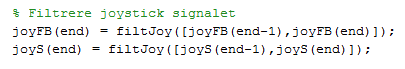 % Filtrere joystick signalet
joyFB(end) = filtJoy([joyFB(end-1),joyFB(end)]);
joyS(end) = filtJoy([joyS(end-1),joyS(end)]);